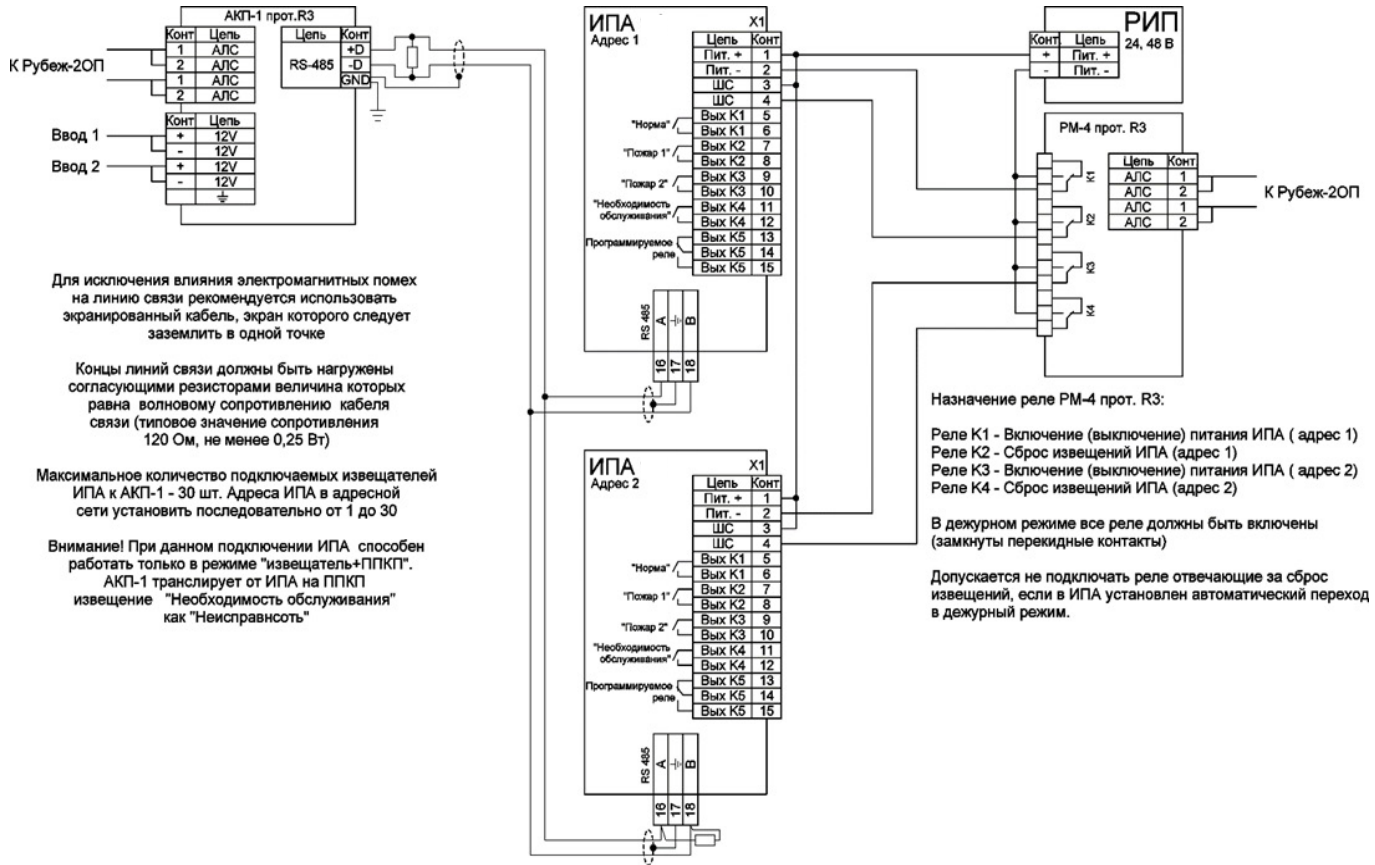 АКП-1 прот.R3
Конт Цепь
1 АЛС
2 АЛС
1 АЛС
2 АЛС
К Рубеж-2ОП
Цепь Конт
RS-485
+D
-D
GND
Конт Цепь
+ 12V
- 12V
+ 12V
- 12V
Ввод 1
Ввод 2
Для исключения влияния электромагнитных помех
на линию связи рекомендуется использовать
экранированный кабель, экран которого следует
заземлить в одной точке
Концы линий связи должны быть нагружены
согласующими резисторами величина которых
равна волновому сопротивлению кабеля
связи (типовое значение сопротивления
120 Ом, не менее 0,25 Вт)
Максимальное количество подключаемых извещателей
ИПА к АКП-1 - 30 шт. Адреса ИПА в адресной
сети установить последовательно от 1 до 30
Внимание! При данном подключении ИПА способен
работать только в режиме "извещатель+ППКП".
АКП-1 транслирует от ИПА на ППКП
извещение "Необходимость обслуживания"
как "Неисправнсоть"
ИПА
Адрес 1
X1
Цепь Конт
Пит. + 1
Пит. - 2
ШС 3
ШС 4
Вых К1 5
Вых К1 6
Вых К2 7
Вых К2 8
Вых К3 9
Вых К3 10
Вых К4 11
Вых К4 12
Вых К5 13
Вых К5 14
Вых К5 15
"Норма"
"Пожар 1"
"Пожар 2"
"Необходимость
обслуживания"
Программируемое
реле
RS 485
A B
16 17 18
ИПА
Адрес 2
X1
Цепь Конт
Пит. + 1
Пит. - 2
ШС 3
ШС 4
Вых К1 5
Вых К1 6
Вых К2 7
Вых К2 8
Вых К3 9
Вых К3 10
Вых К4 11
Вых К4 12
Вых К5 13
Вых К5 14
Вых К5 15
"Норма"
"Пожар 1"
"Пожар 2"
"Необходимость
обслуживания"
Программируемое
реле
RS 485
A B
16 17 18
РИП
24, 48 В
Конт Цепь
+ Пит. +
- Пит. -
РМ-4 прот. R3
К1
К2
К3
К4
Цепь Конт
АЛС 1
АЛС 2
АЛС 1
АЛС 2
К Рубеж-2ОП
Назначение реле РМ-4 прот. R3:
Реле К1 - Включение (выключение) питания ИПА ( адрес 1)
Реле К2 - Сброс извещений ИПА (адрес 1)
Реле К3 - Включение (выключение) питания ИПА ( адрес 2)
Реле К4 - Сброс извещений ИПА (адрес 2)
В дежурном режиме все реле должны быть включены
(замкнуты перекидные контакты)
Допускается не подключать реле отвечающие за сброс
извещений, если в ИПА установлен автоматический переход
в дежурный режим.